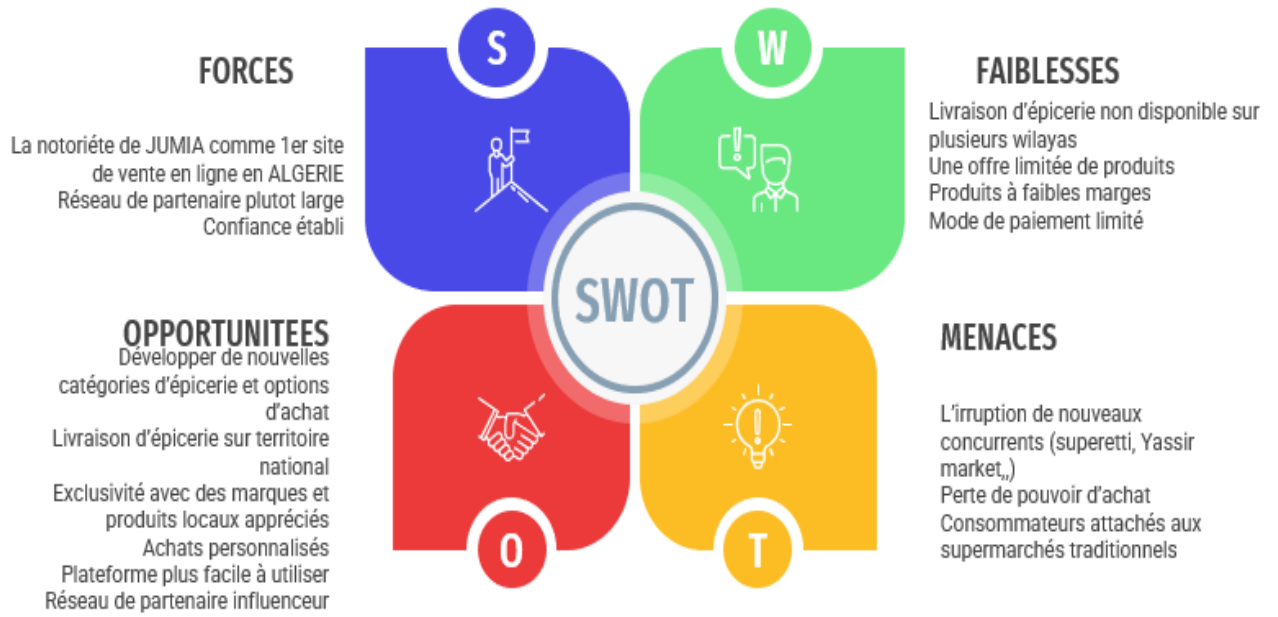 S
FORCES
La notoriéte de JUMIA comme 1er site
de vente en ligne en ALGERIE
Réseau de partenaire plutot large
Confiance établi
W
FAIBLESSES
Livraison d'épicerie non disponible sur
plusieurs wilayas
Une offre limitée de produits
Produits à faibles marges
Mode de paiement limité
SWOT
OPPORTUNITEES
Développer de nouvelles
catégories d'épicerie et options
d'achat
Livraison d'épicerie sur territoire
national
Exclusivité avec des marques et
produits locaux appréciés
Achats personnalisés
Plateforme plus facile à utiliser
Réseau de partenaire influenceur
O
MENACES
L'irruption de nouveaux
concurrents (superetti, Yassir
market,,)
Perte de pouvoir d'achat
Consommateurs attachés aux
supermarchés traditionnels
T